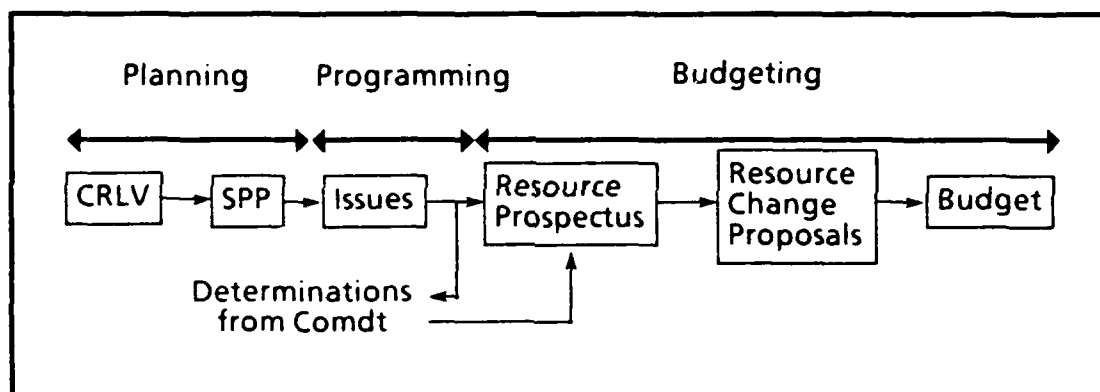 Planning Programming Budgeting
CRLV SPP Issues Resource Prospectus Resource Change Proposals Budget
Determinations
from Comdt